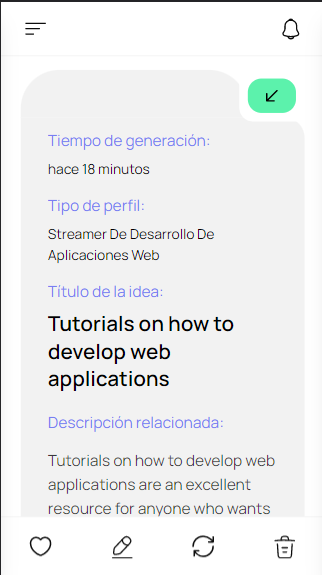 Tiempo de generación:
hace 18 minutos
Tipo de perfil:
Streamer De Desarrollo De
Aplicaciones Web
Título de la idea:
Tutorials on how to
develop web
applications
Descripción relacionada:
Tutorials on how to develop web
applications are an excellent
resource for anyone who wants